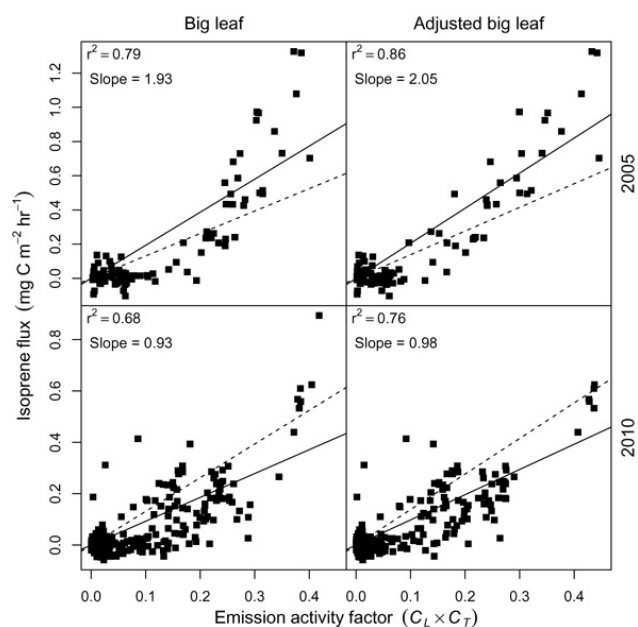 Big leaf
Adjusted big leaf
r² = 0.79
Slope = 1.93
r² = 0.86
Slope = 2.05
1.2
1.0
0.8
0.6
0.4
0.2
0.0
2005
r² = 0.68
Slope = 0.93
r² = 0.76
Slope = 0.98
0.8
0.6
0.4
0.2
0.0
2010
Isoprene flux (mg C m⁻² hr⁻¹)
0.0 0.1 0.2 0.3 0.4
0.0 0.1 0.2 0.3 0.4
Emission activity factor (C_L × C_T)